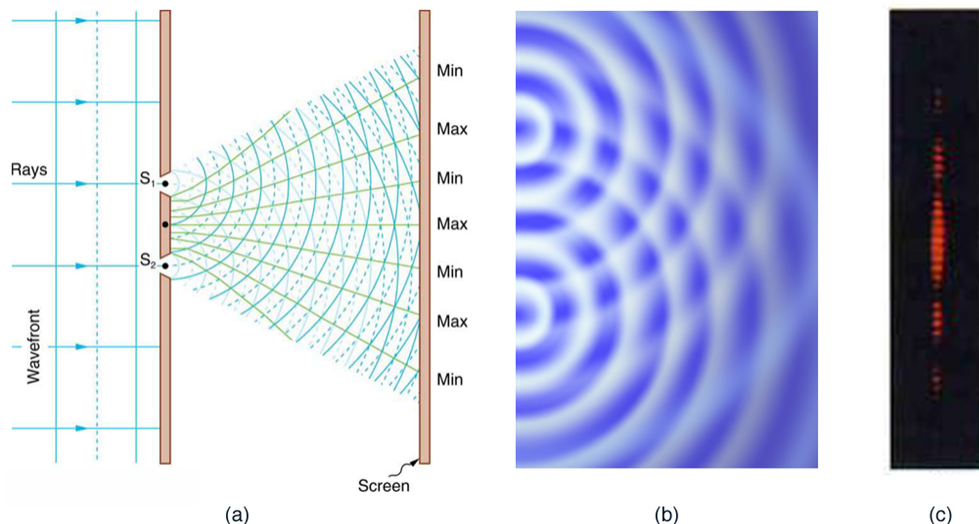 Rays
Wavefront
S1
S2
Min
Max
Min
Max
Min
Max
Min
Screen
(a)
(b)
(c)